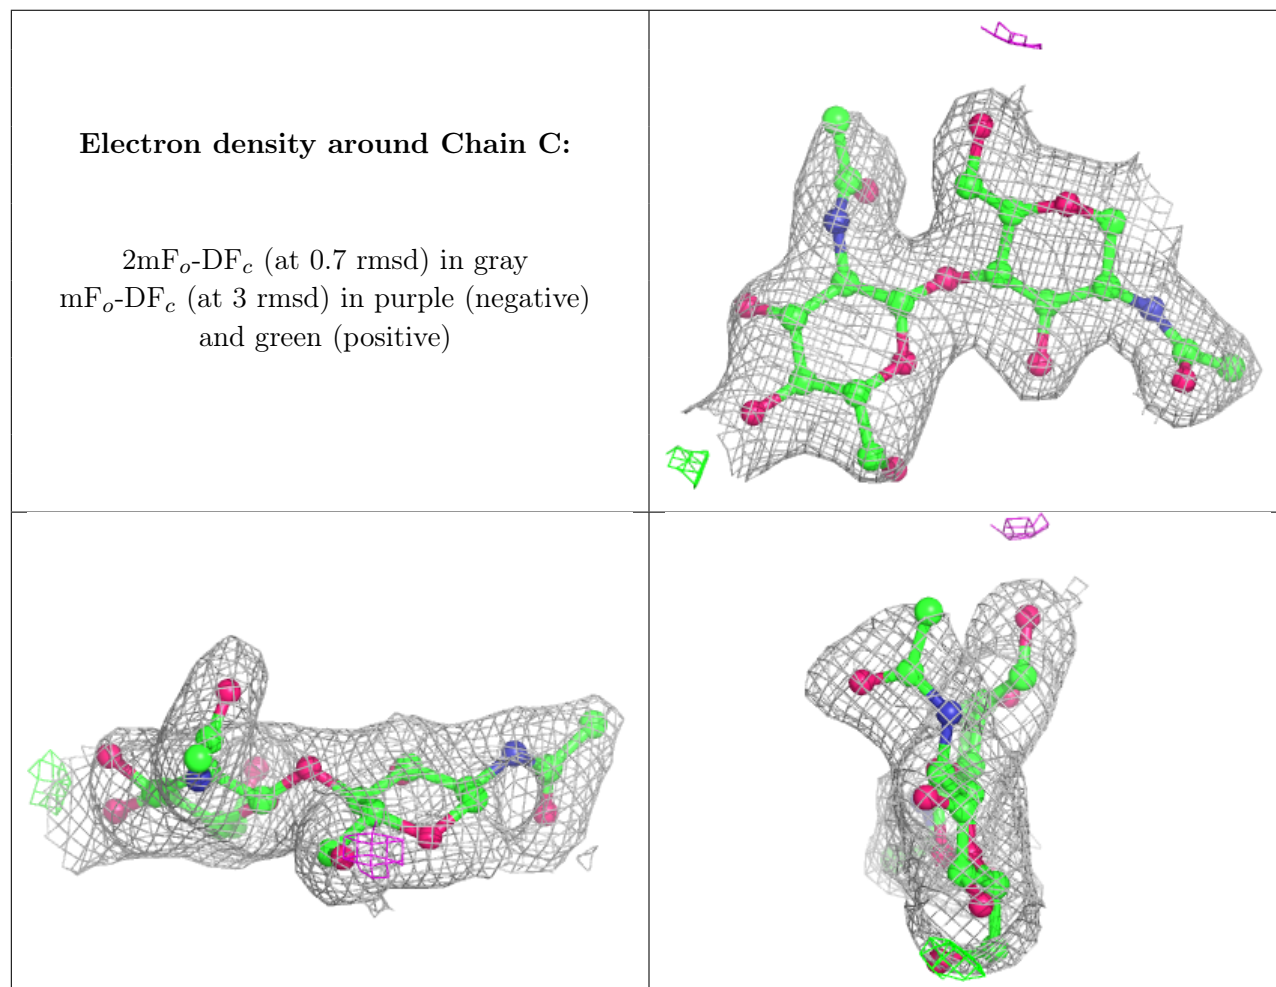 Electron density around Chain C:
2mFₒ-DF𝒸 (at 0.7 rmsd) in gray
mFₒ-DF𝒸 (at 3 rmsd) in purple (negative)
and green (positive)